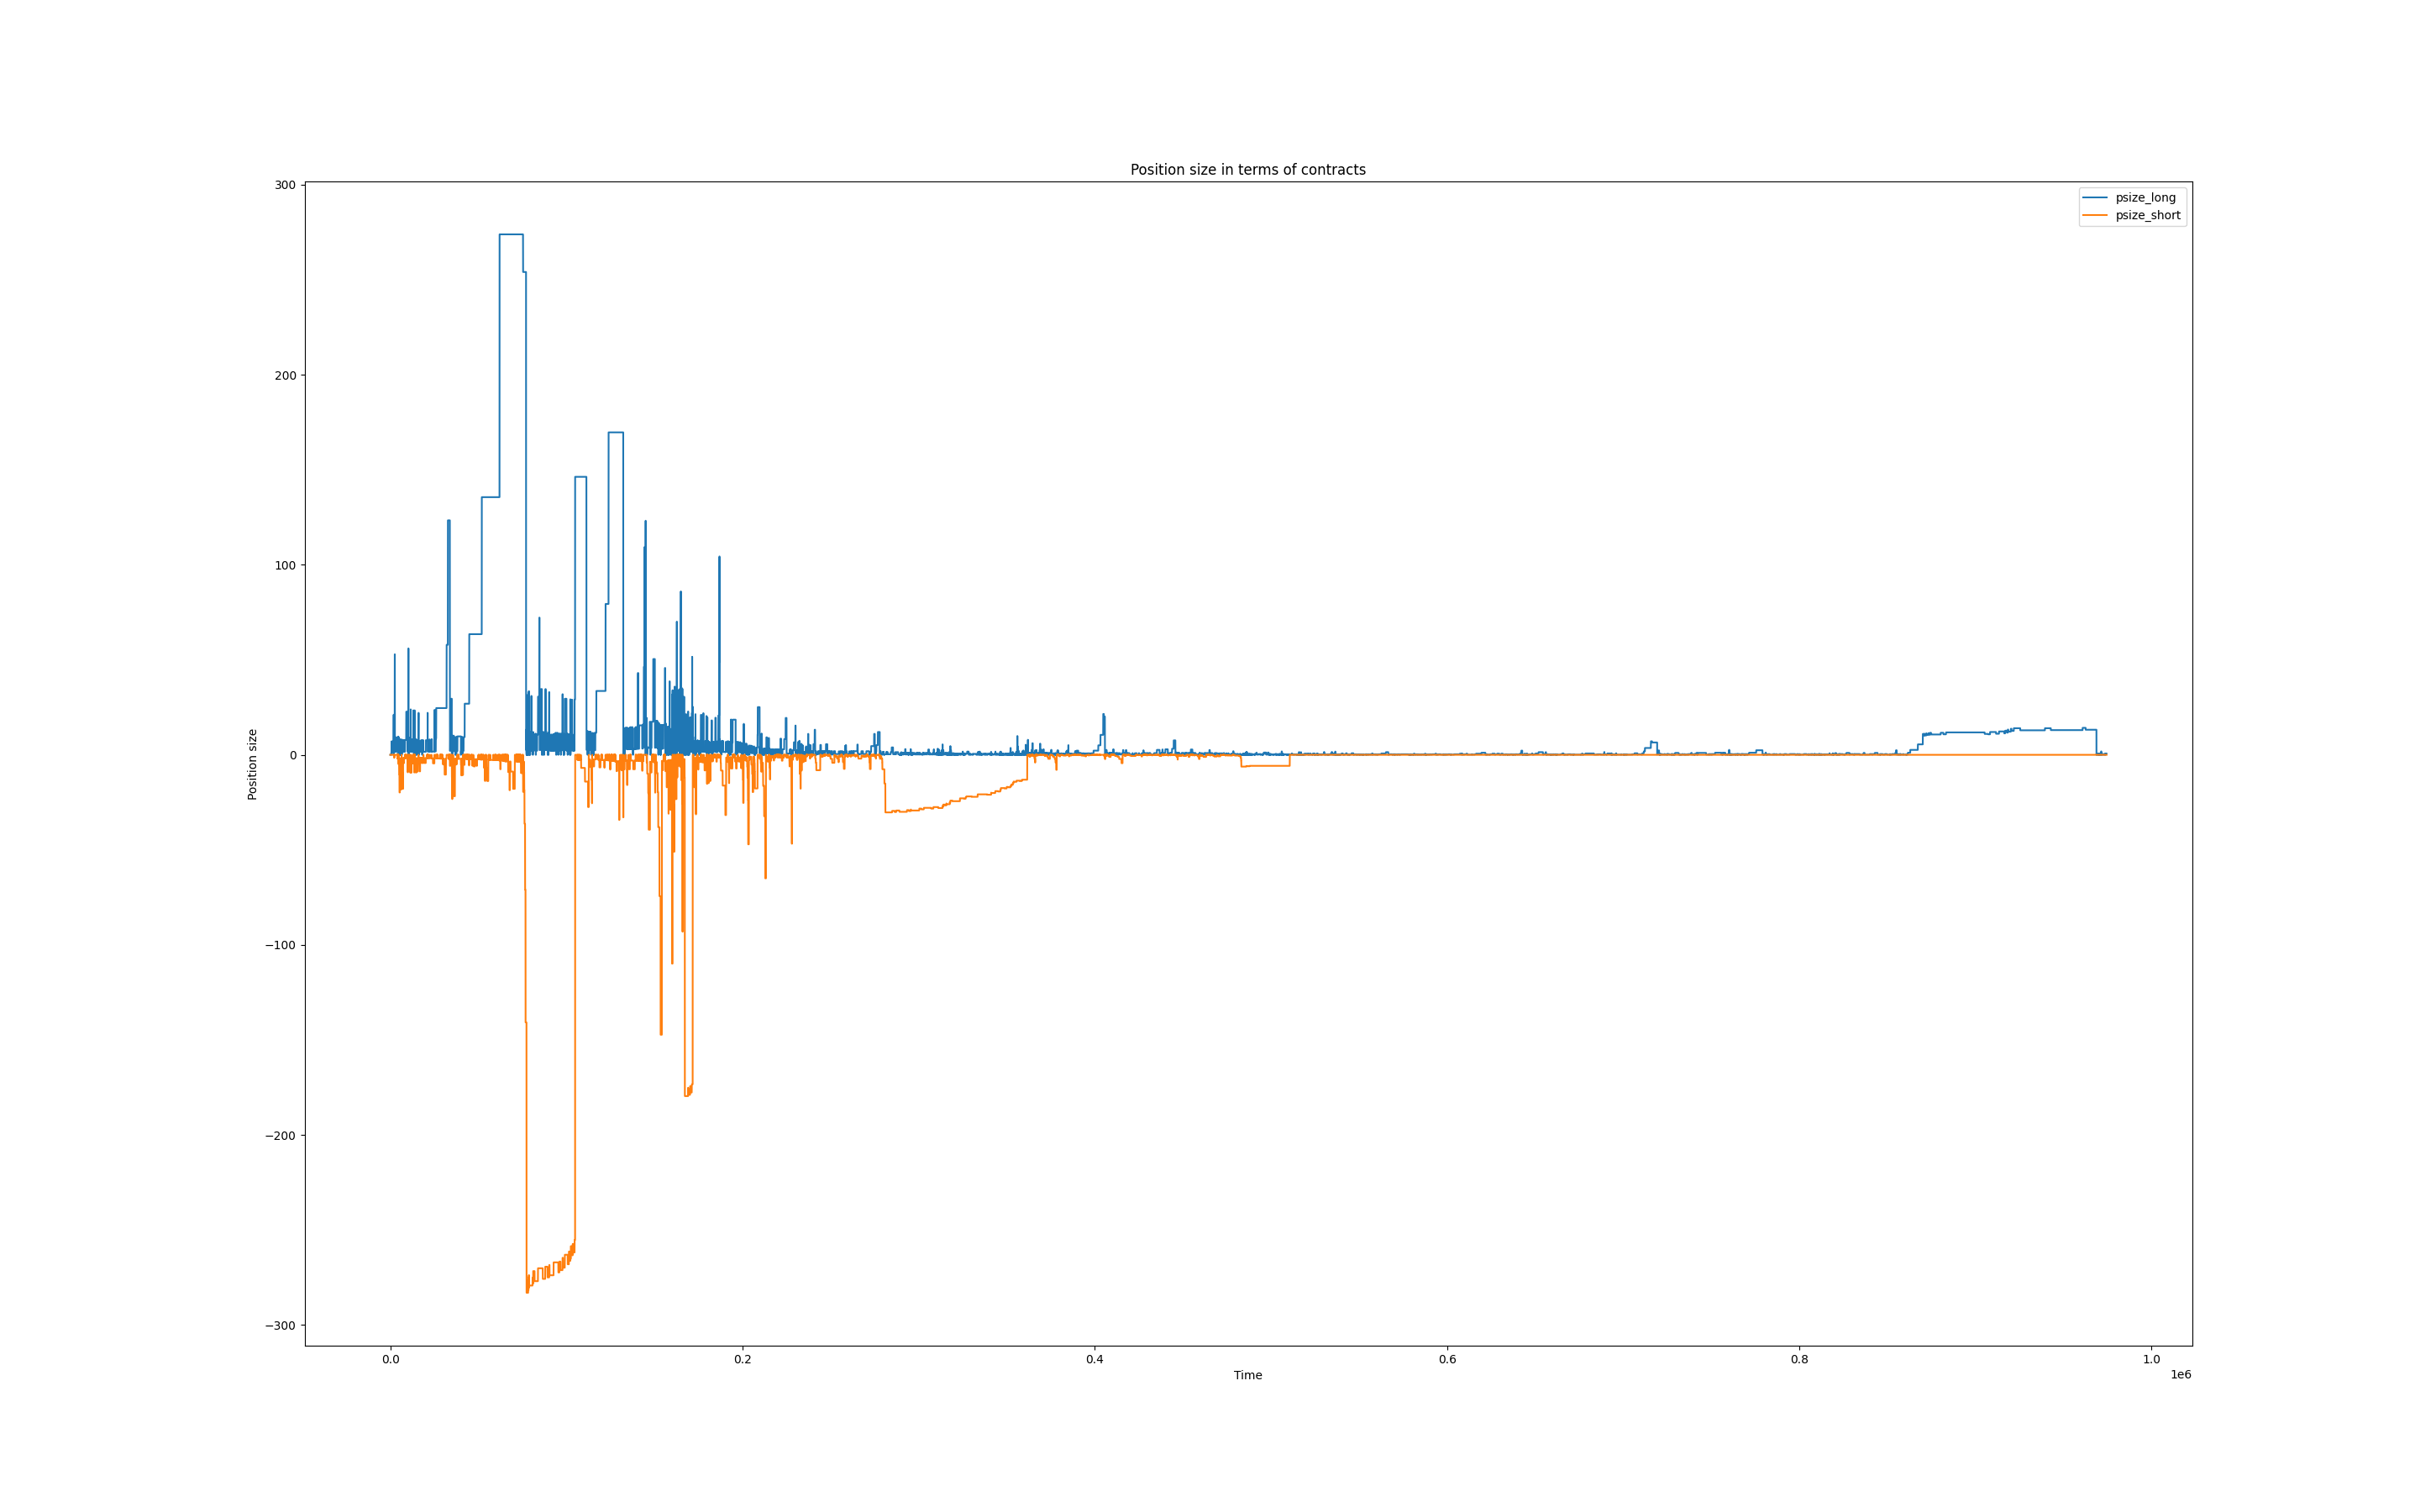 Position size in terms of contracts
psize_long
psize_short
300
200
100
0
−100
−200
−300
Position size
0.0
0.2
0.4
0.6
0.8
1.0
1e6
Time